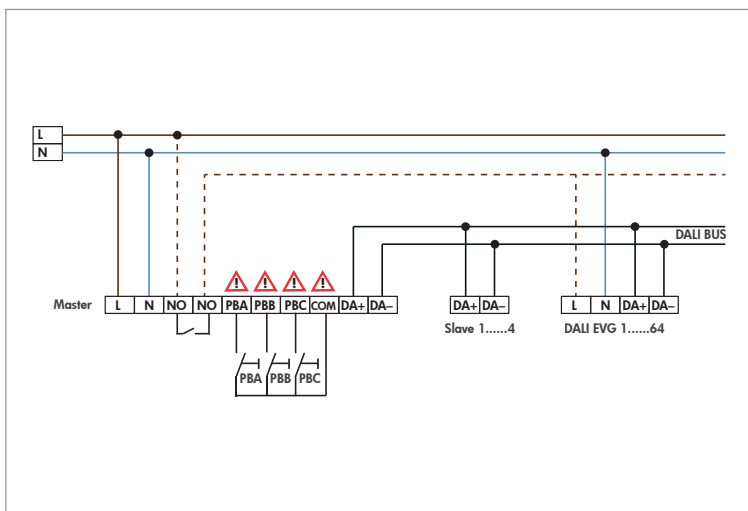 L
N
DALI BUS
! ! ! !
Master L N NO NO PBA PBB PBC COM DA+ DA– DA+ DA– L N DA+ DA–
Slave 1......4 DALI EVG 1......64
PBA PBB PBC